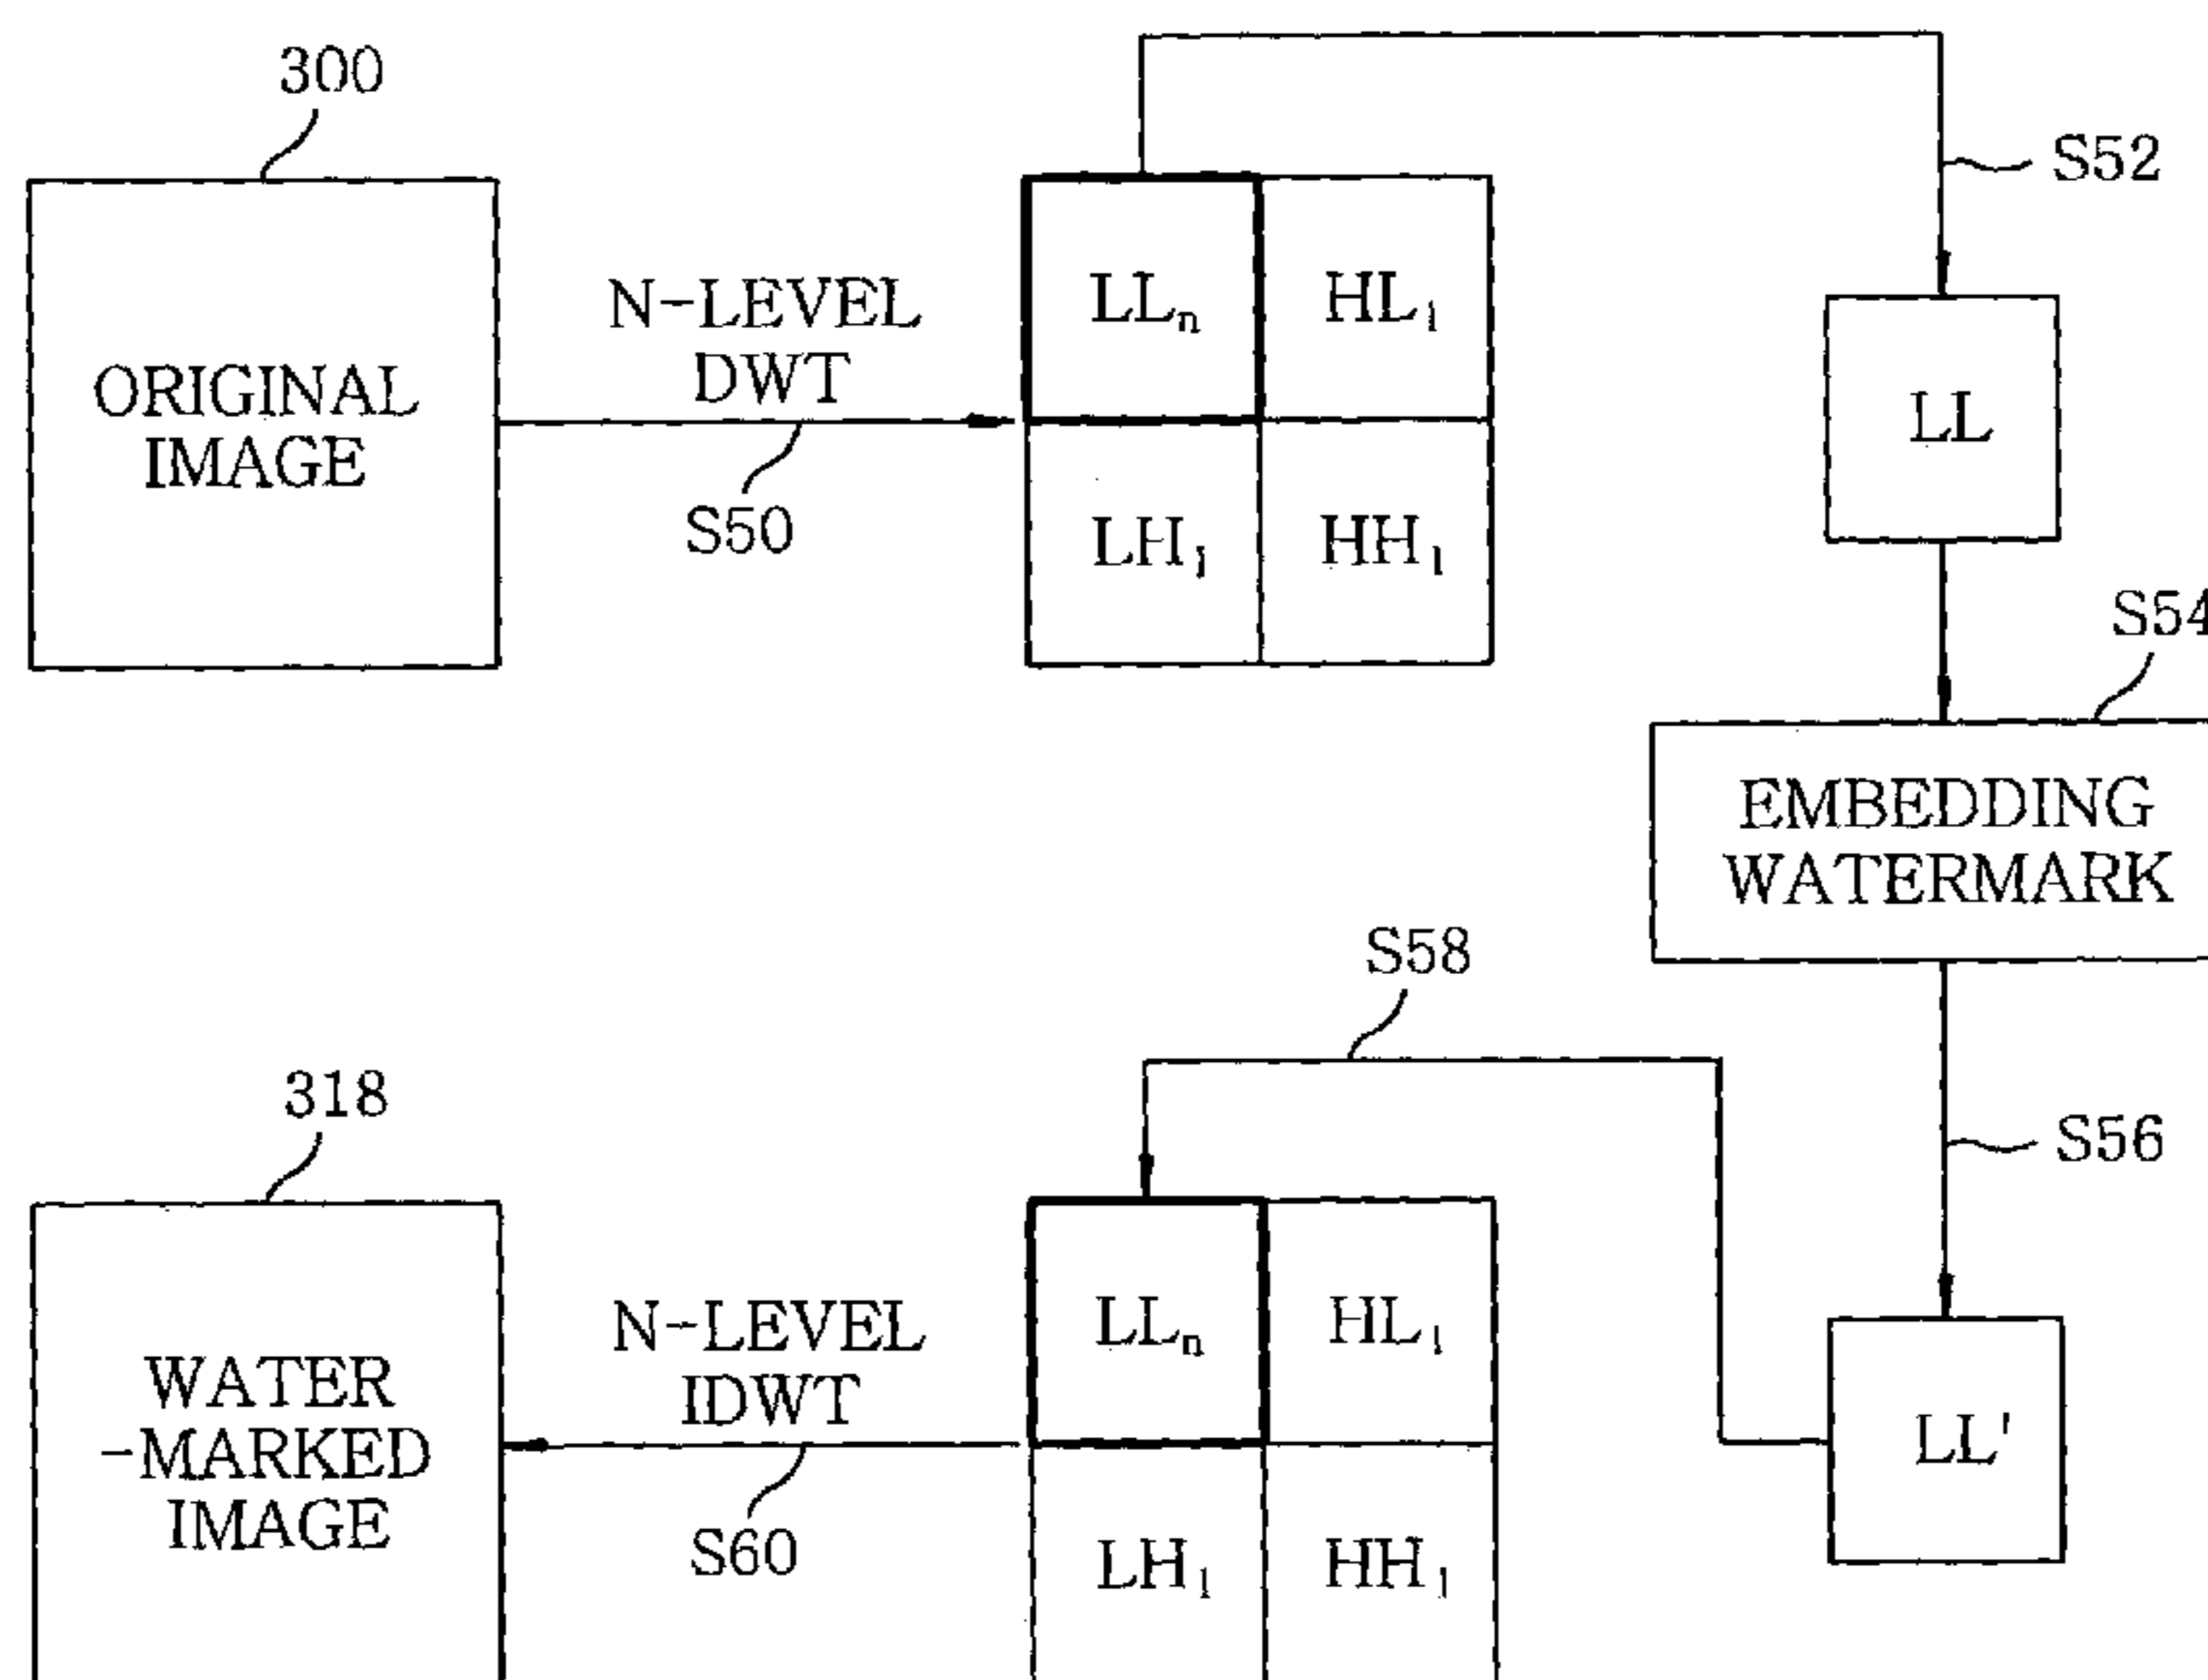 300
ORIGINAL
IMAGE
N-LEVEL
DWT
S50
LLₙ
HL₁
LH₁
HH₁
S52
LL
S54
EMBEDDING
WATERMARK
S56
LL'
S58
LLₙ
HL₁
LH₁
HH₁
N-LEVEL
IDWT
S60
318
WATER
-MARKED
IMAGE